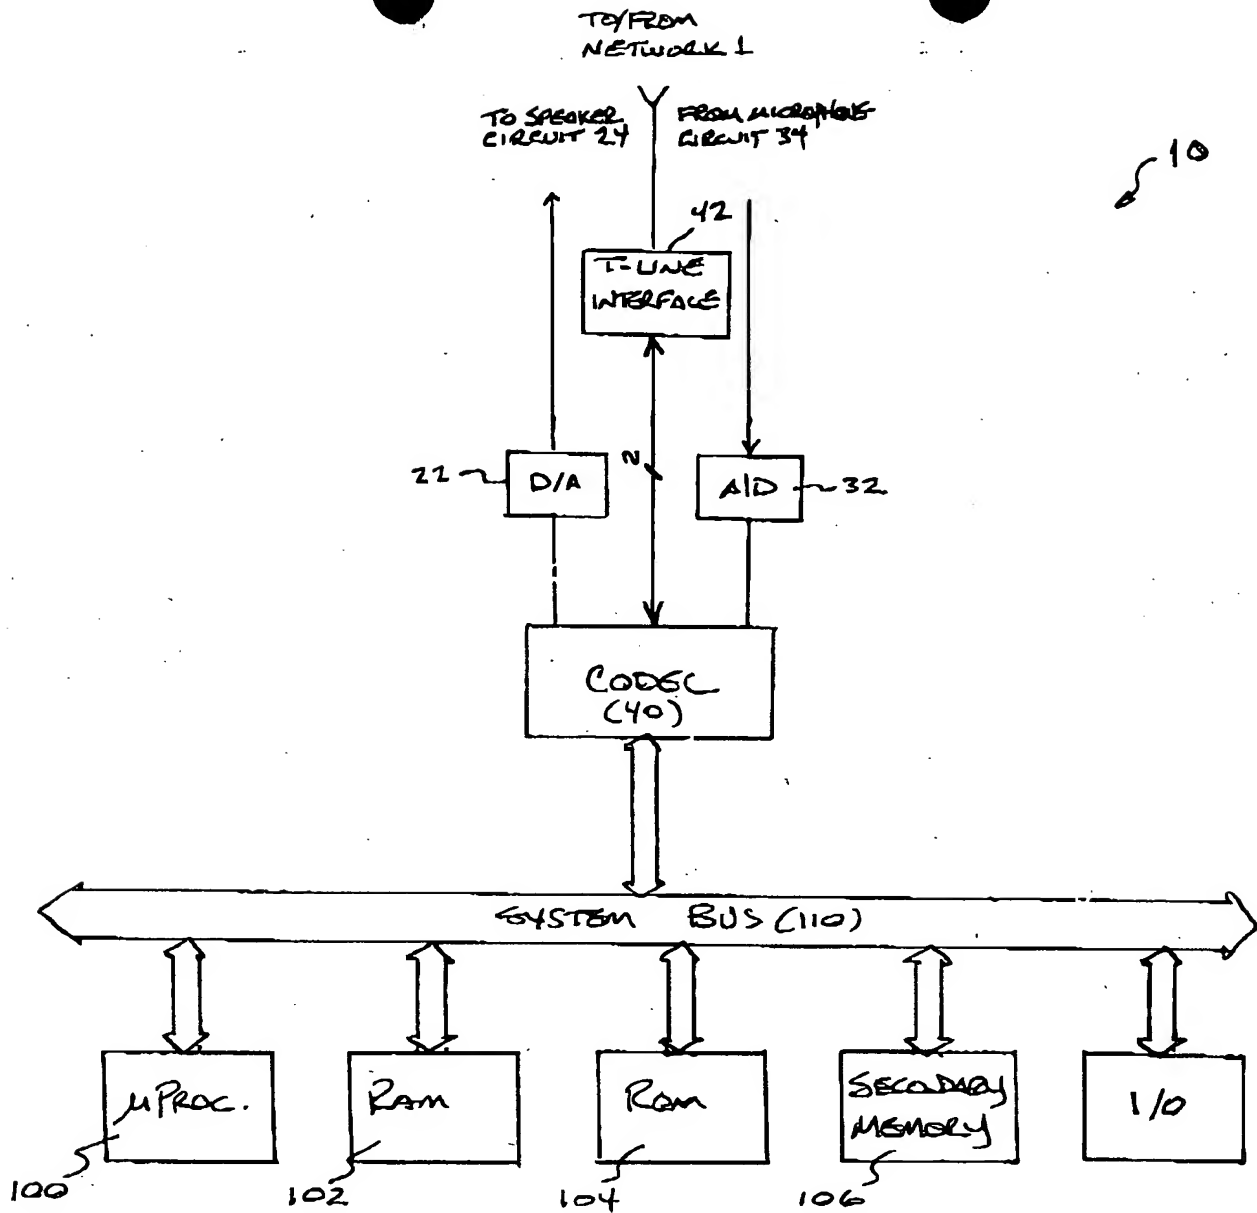 TO/FROM
NETWORK 1
TO SPEAKER
CIRCUIT 24
FROM MICROPHONE
CIRCUIT 34
10
42
T-LINE
INTERFACE
22
D/A
N
A/D
32
CODEC
(40)
SYSTEM BUS (110)
μPROC.
RAM
ROM
SECONDARY
MEMORY
I/O
100
102
104
106